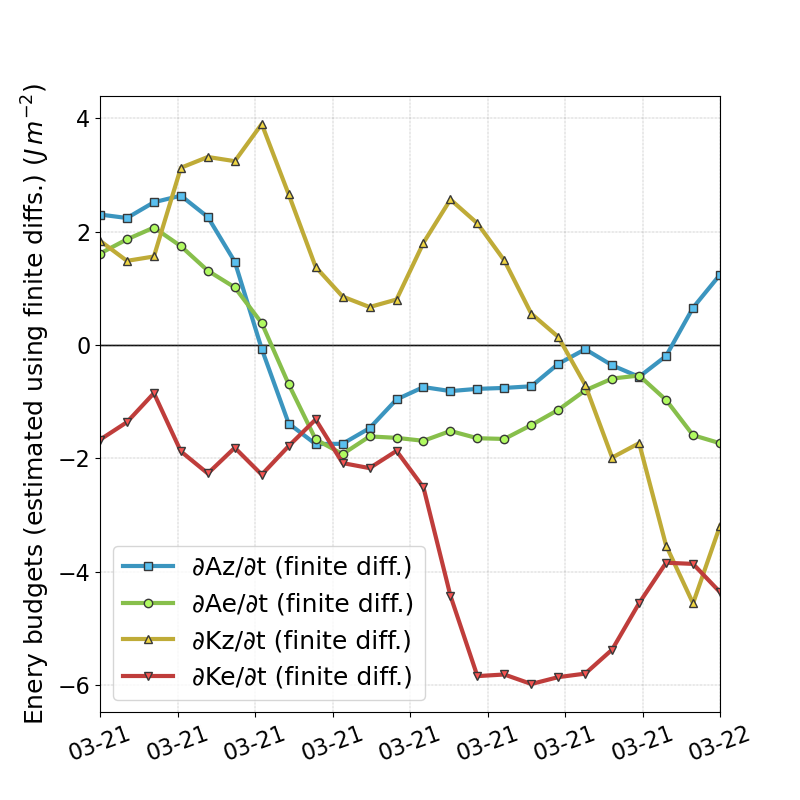 Enery budgets (estimated using finite diffs.) (J m⁻²)
4
2
0
−2
−4
−6
∂Az/∂t (finite diff.)
∂Ae/∂t (finite diff.)
∂Kz/∂t (finite diff.)
∂Ke/∂t (finite diff.)
03-21 03-21 03-21 03-21 03-21 03-21 03-21 03-21 03-22